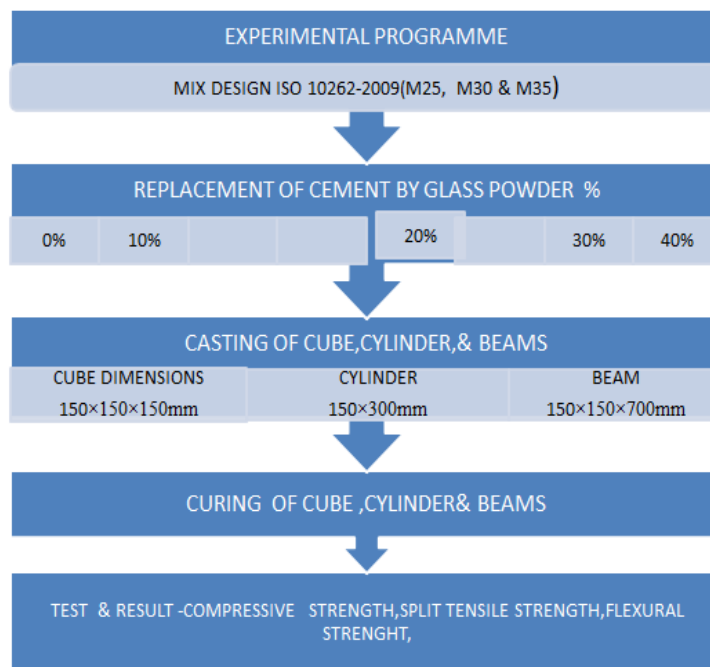 EXPERIMENTAL PROGRAMME
MIX DESIGN ISO 10262-2009(M25, M30 & M35)
REPLACEMENT OF CEMENT BY GLASS POWDER %
0% 10% 20% 30% 40%
CASTING OF CUBE,CYLINDER,& BEAMS
CUBE DIMENSIONS CYLINDER BEAM
150×150×150mm 150×300mm 150×150×700mm
CURING OF CUBE ,CYLINDER& BEAMS
TEST & RESULT -COMPRESSIVE STRENGTH,SPLIT TENSILE STRENGTH,FLEXURAL
STRENGHT,